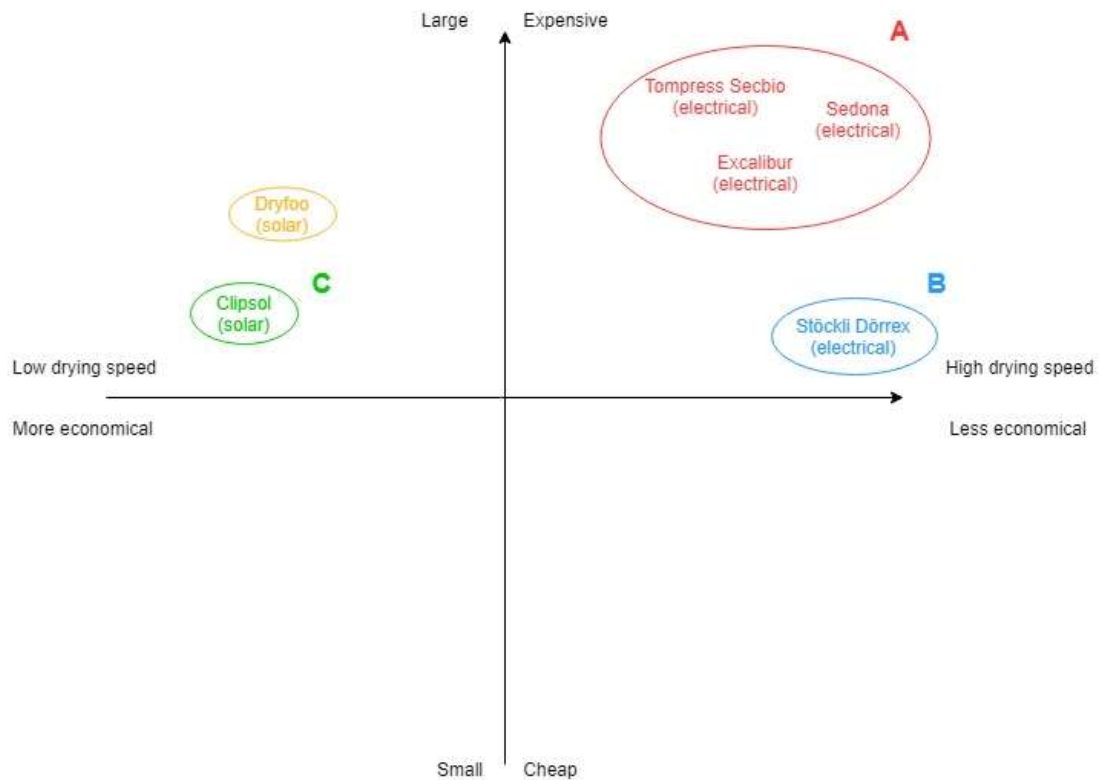 Large
Expensive
A
Tompress Secbio
(electrical)
Sedona
(electrical)
Excalibur
(electrical)
Dryfoo
(solar)
C
Clipsol
(solar)
B
Stöckli Dörrex
(electrical)
Low drying speed
High drying speed
More economical
Less economical
Small
Cheap